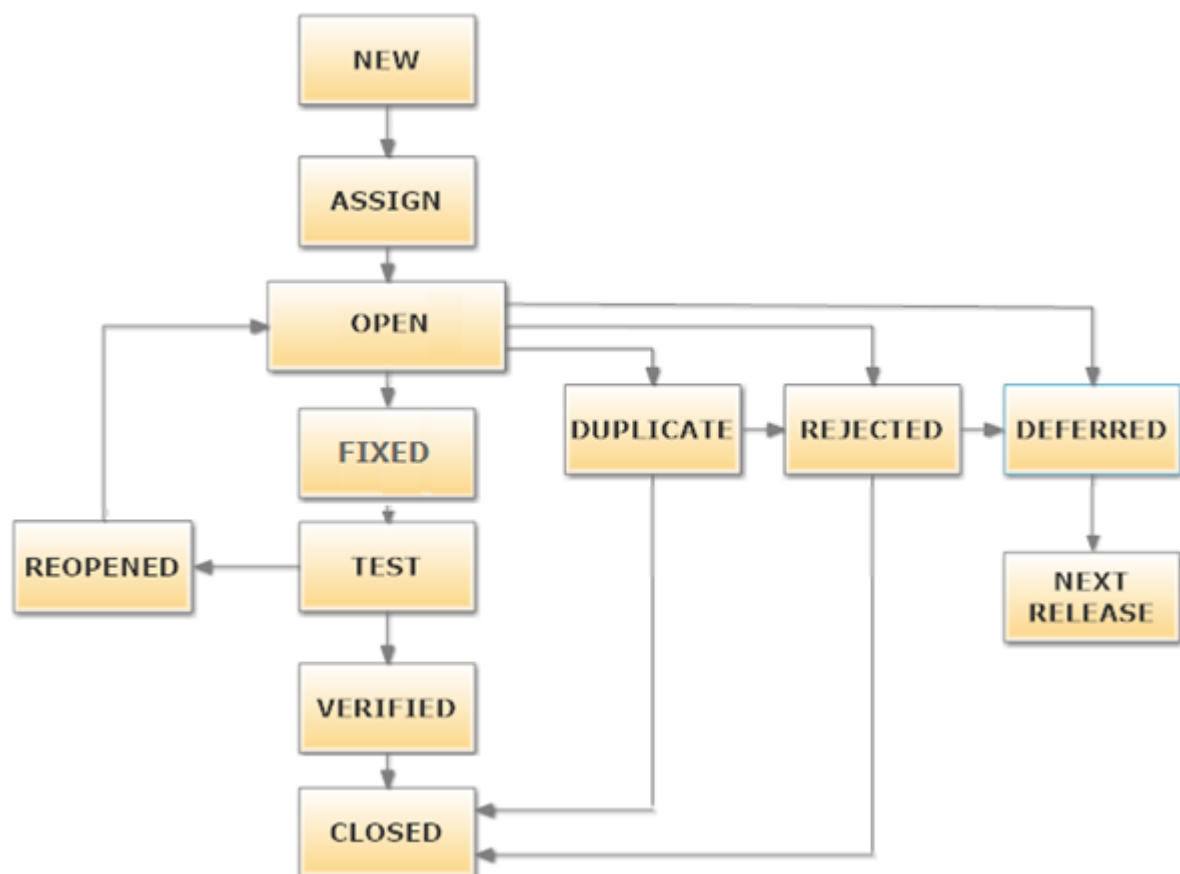 NEW
ASSIGN
OPEN
DUPLICATE
REJECTED
DEFERRED
FIXED
REOPENED
TEST
NEXT
RELEASE
VERIFIED
CLOSED